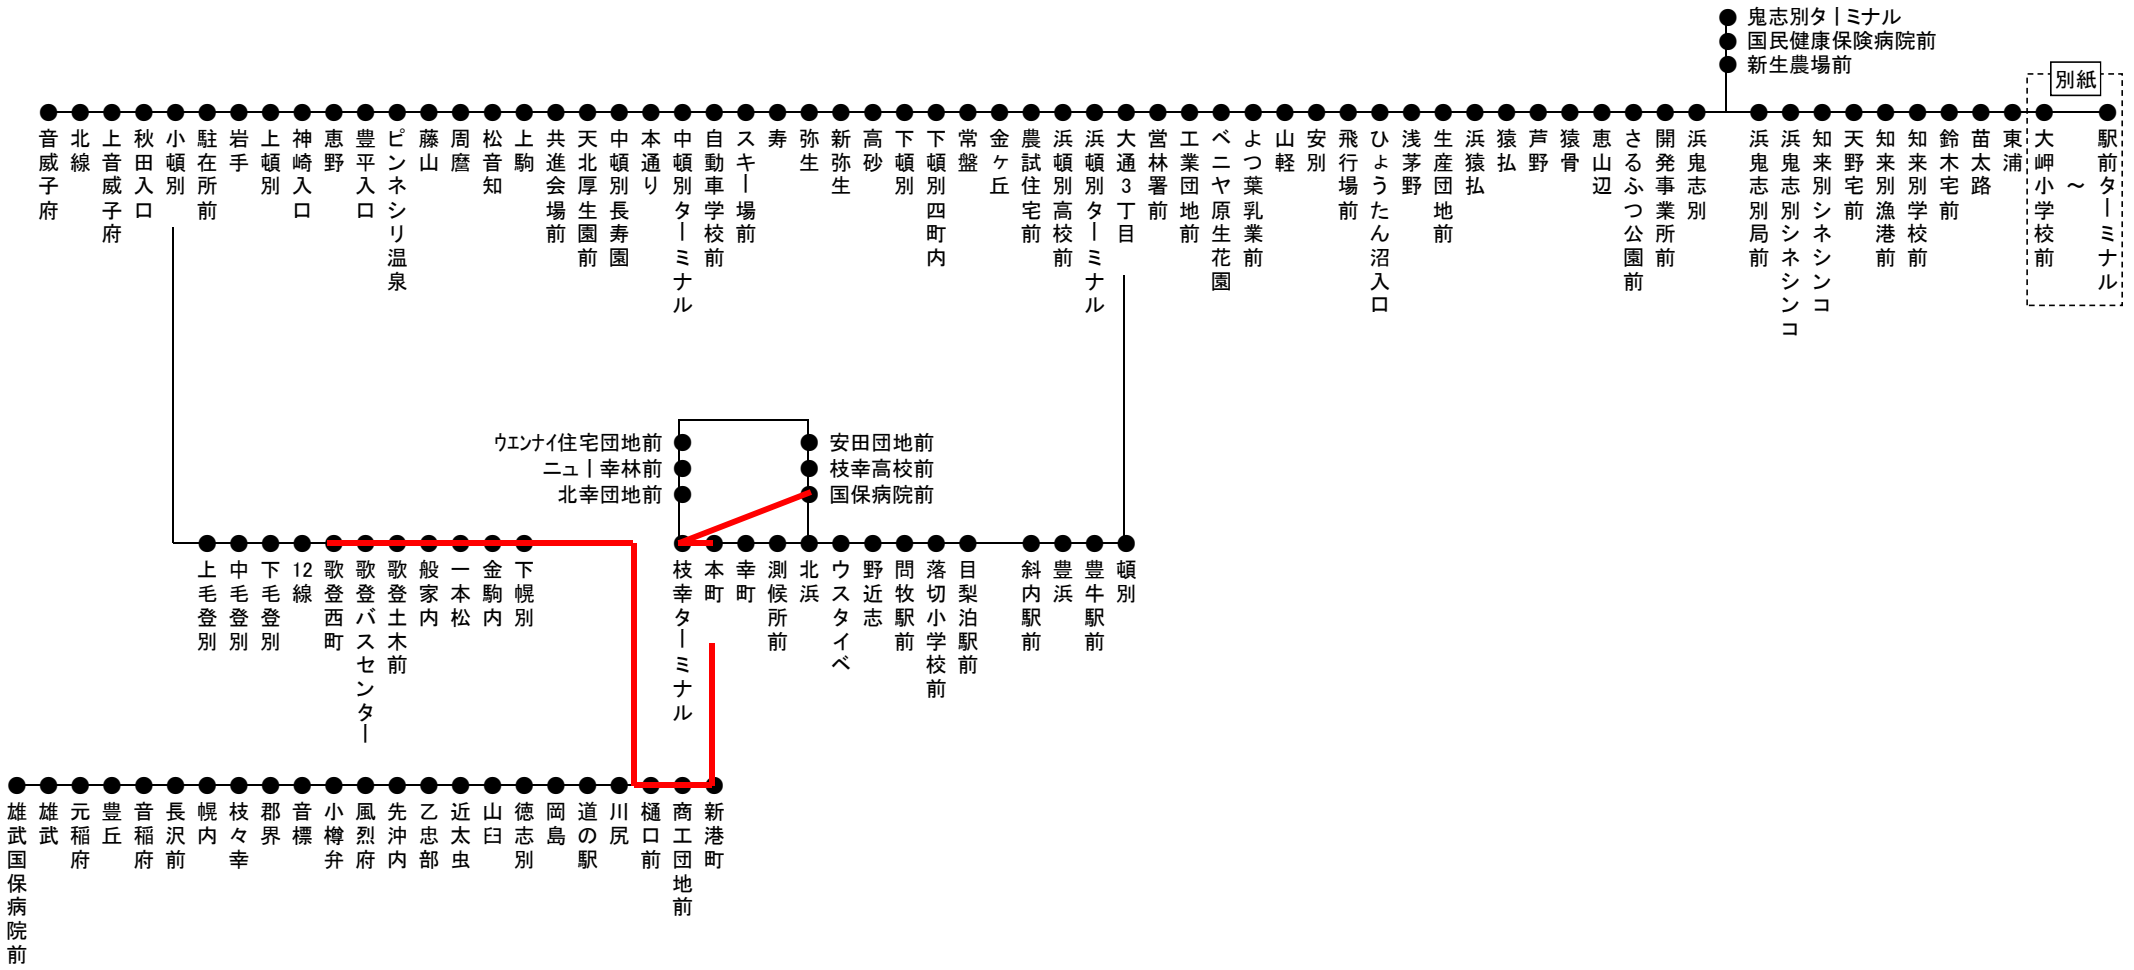 鬼志別ターミナル
国民健康保険病院前
新生農場前
別紙
音威子府
北線
上音威子府
秋田入口
小頓別
駐在所前
岩手
上頓別
神崎入口
恵野
豊平入口
ピンネシリ温泉
藤山
周麿
松音知
上駒
共進会場前
天北厚生園前
中頓別長寿園
本通り
中頓別ターミナル
自動車学校前
スキー場前
寿
弥生
新弥生
高砂
下頓別
下頓別四町内
常盤
金ヶ丘
農試住宅前
浜頓別高校前
浜頓別ターミナル
大通3丁目
営林署前
工業団地前
ベニヤ原生花園
よつ葉乳業前
山軽
安別
飛行場前
ひょうたん沼入口
浅茅野
生産団地前
浜猿払
猿払
芦野
猿骨
恵山辺
さるふつ公園前
開発事業所前
浜鬼志別
浜鬼志別局前
浜鬼志別シネシンコ
知来別シネシンコ
天野宅前
知来別漁港前
知来別学校前
鈴木宅前
苗太路
東浦
大岬小学校前
～
駅前ターミナル
ウエンナイ住宅団地前
ニュー幸林前
北幸団地前
安田団地前
枝幸高校前
国保病院前
上毛登別
中毛登別
下毛登別
12線
歌登西町
歌登バスセンター
歌登土木前
般家内
一本松
金駒内
下幌別
枝幸ターミナル
本町
幸町
測候所前
北浜
ウスタイベ
野近志
問牧駅前
落切小学校前
目梨泊駅前
斜内駅前
豊浜
豊牛駅前
頓別
雄武国保病院前
雄武
元稲府
豊丘
音稲府
長沢前
幌内
枝々幸
郡界
音標
小樽弁
風烈府
先沖内
乙忠部
近太虫
山臼
徳志別
岡島
道の駅
川尻
樋口前
商工団地前
新港町